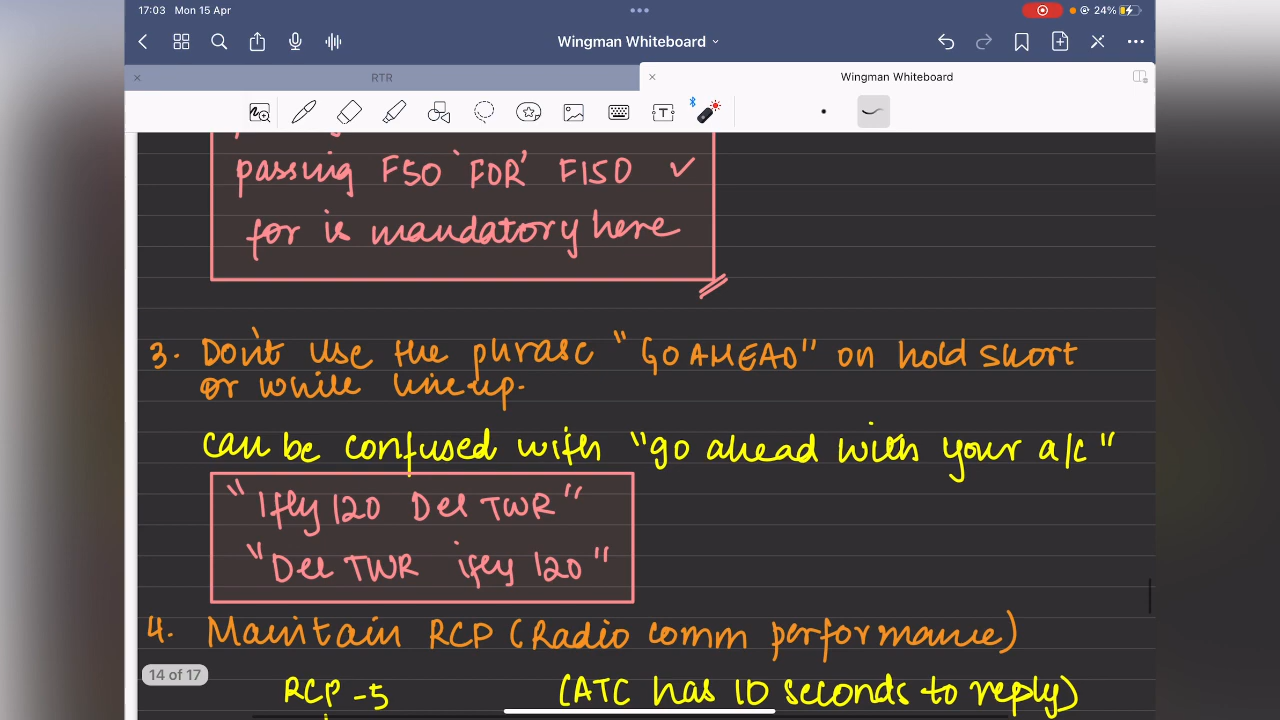 17:03 Mon 15 Apr
24%
Wingman Whiteboard
RTR
Wingman Whiteboard
T
passing F50 'FOR' F150 ✓
for is mandatory here
3. Don't use the phrase "GO AHEAD" on hold short
or while lineup.
can be confused with "go ahead with your a/c"
"Ifly 120 Del TWR"
"Del TWR ifly 120"
4. Maintain RCP (Radio comm performance)
14 of 17
RCP -5 (ATC has 10 seconds to reply)